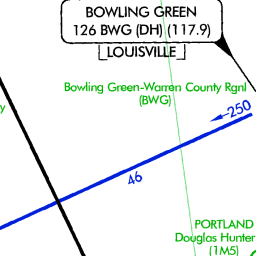 BOWLING GREEN
126 BWG (DH) (117.9)
LOUISVILLE
Bowling Green-Warren County Rgnl
(BWG)
y
250
46
PORTLAND
Douglas Hunter
(1M5)